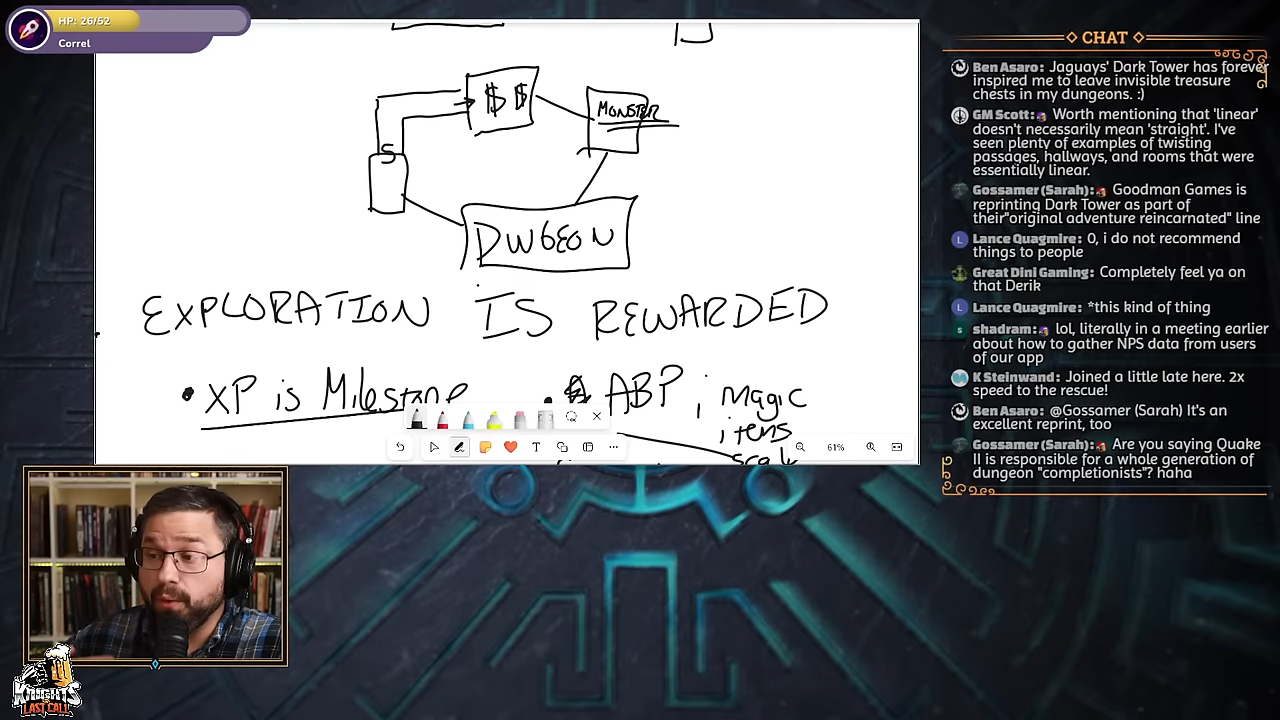 HP: 26/52
Correl
$ $
MONSTER
S
DWGEON
EXPLORATION IS REWARDED
• XP is Milestone
• ABP ; Magic
items
scale
61%
CHAT
Ben Asaro: Jaguays' Dark Tower has forever
inspired me to leave invisible treasure
chests in my dungeons. :)
GM Scott: Worth mentioning that 'linear'
doesn't necessarily mean 'straight'. I've
seen plenty of examples of twisting
passages, hallways, and rooms that were
essentially linear.
Gossamer (Sarah): Goodman Games is
reprinting Dark Tower as part of
their"original adventure reincarnated" line
L Lance Quagmire: 0, i do not recommend
things to people
Great Dini Gaming: Completely feel ya on
that Derik
L Lance Quagmire: *this kind of thing
s shadram: lol, literally in a meeting earlier
about how to gather NPS data from users
of our app
K Steinwand: Joined a little late here. 2x
speed to the rescue!
Ben Asaro: @Gossamer (Sarah) It's an
excellent reprint, too
Gossamer (Sarah): Are you saying Quake
II is responsible for a whole generation of
dungeon "completionists"? haha
KNIGHTS
OF
LAST CALL